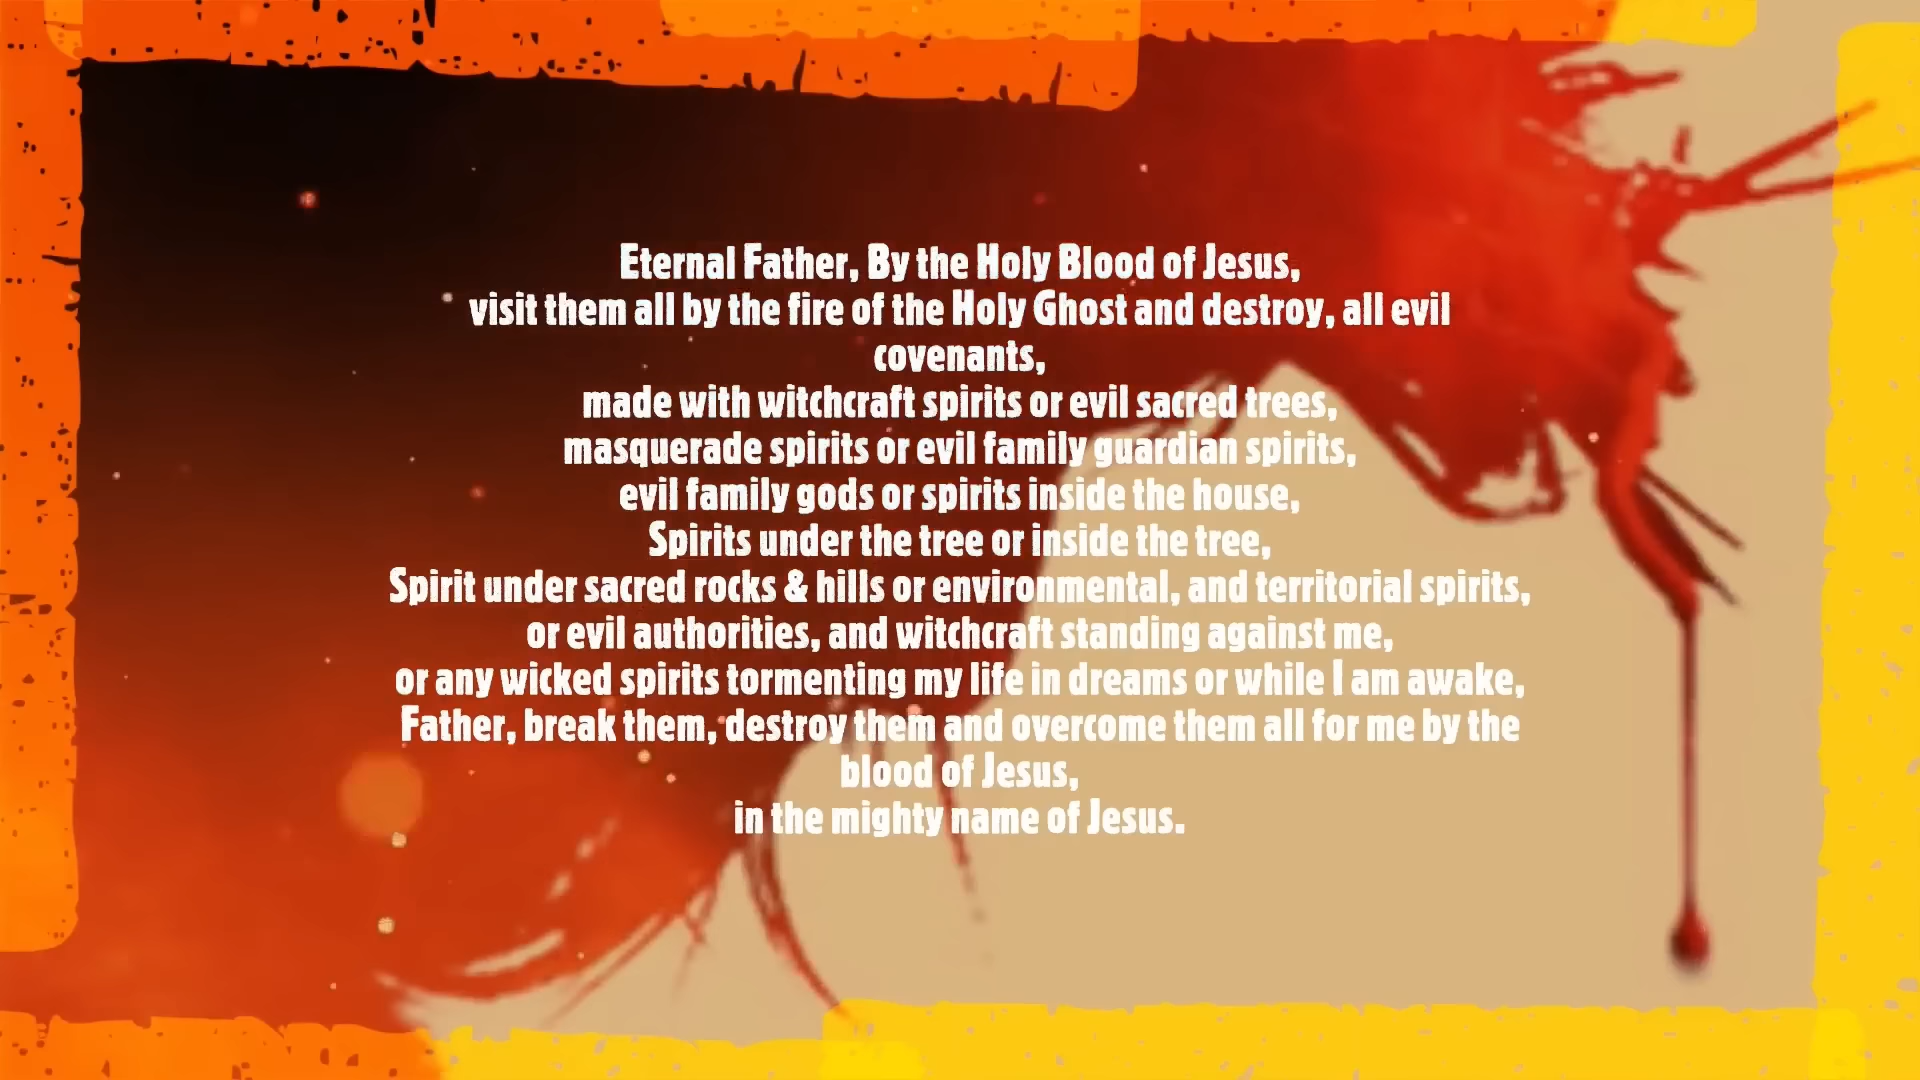 Eternal Father, By the Holy Blood of Jesus,
visit them all by the fire of the Holy Ghost and destroy, all evil
covenants,
made with witchcraft spirits or evil sacred trees,
masquerade spirits or evil family guardian spirits,
evil family gods or spirits inside the house,
Spirits under the tree or inside the tree,
Spirit under sacred rocks & hills or environmental, and territorial spirits,
or evil authorities, and witchcraft standing against me,
or any wicked spirits tormenting my life in dreams or while I am awake,
Father, break them, destroy them and overcome them all for me by the
blood of Jesus,
in the mighty name of Jesus.